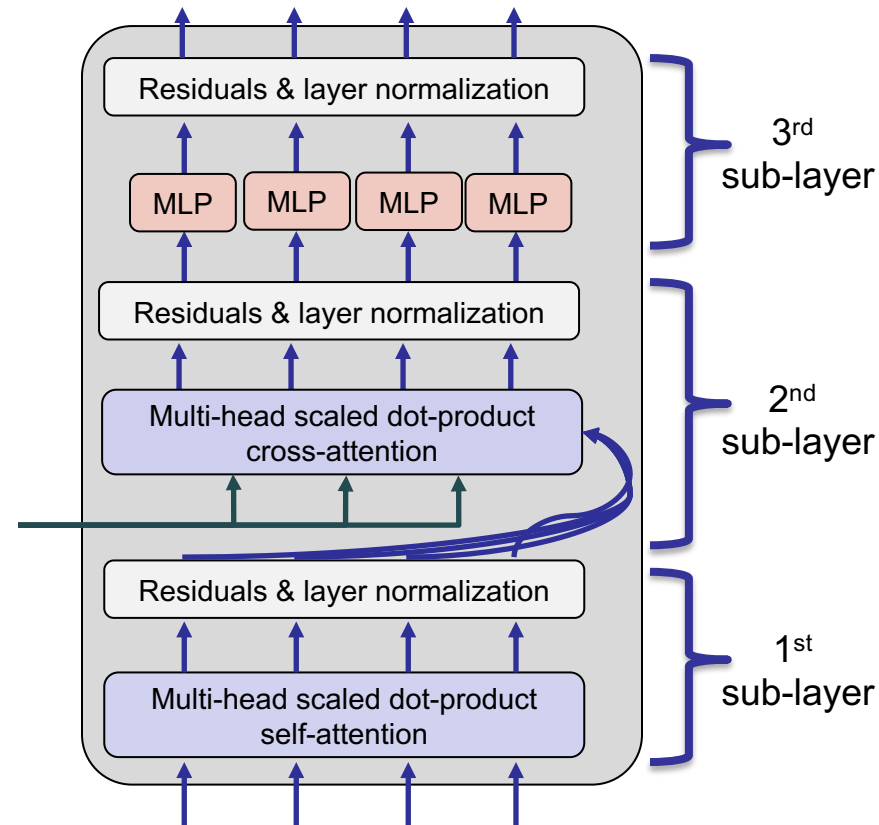 Residuals & layer normalization
3rd
sub-layer
MLP
MLP
MLP
MLP
Residuals & layer normalization
Multi-head scaled dot-product
cross-attention
2nd
sub-layer
Residuals & layer normalization
Multi-head scaled dot-product
self-attention
1st
sub-layer